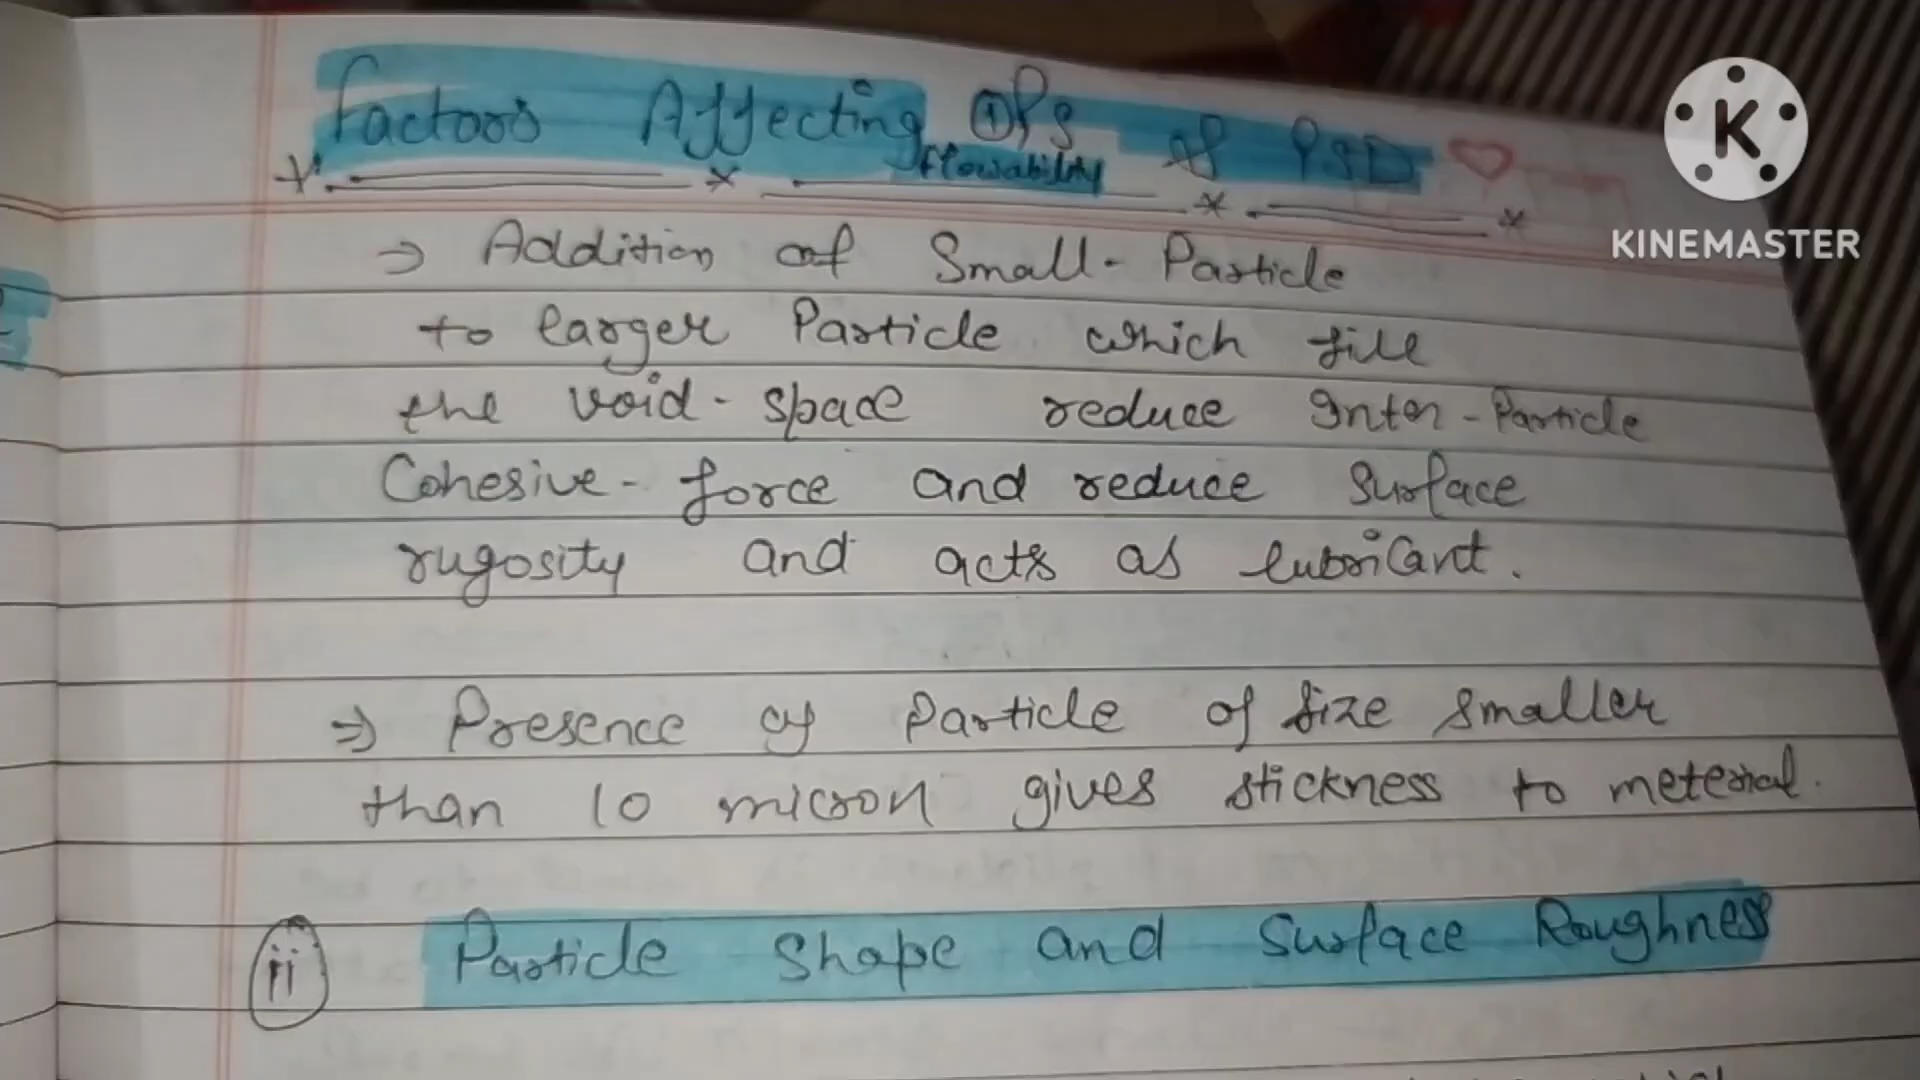 Factors Affecting ① PS of PSD
flowability
K
KINEMASTER
⇒ Addition of Small- Particle
to larger Particle which fill
the void- space reduce Inter-Particle
Cohesive- force and reduce surface
rugosity and acts as lubricant.
⇒ Presence of Particle of size smaller
than 10 micron gives stickness to meterial.
ii Particle shape and Surface Roughness